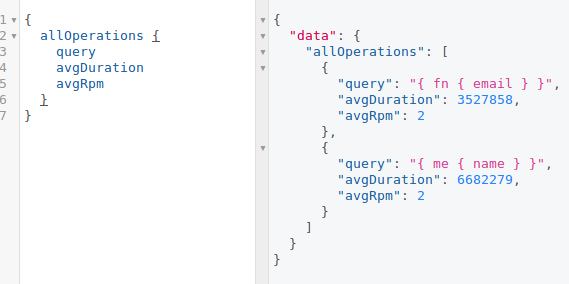 1 {
2 allOperations {
3 query
4 avgDuration
5 avgRpm
6 }
7 }
{
"data": {
"allOperations": [
{
"query": "{ fn { email } }",
"avgDuration": 3527858,
"avgRpm": 2
},
{
"query": "{ me { name } }",
"avgDuration": 6682279,
"avgRpm": 2
}
]
}
}